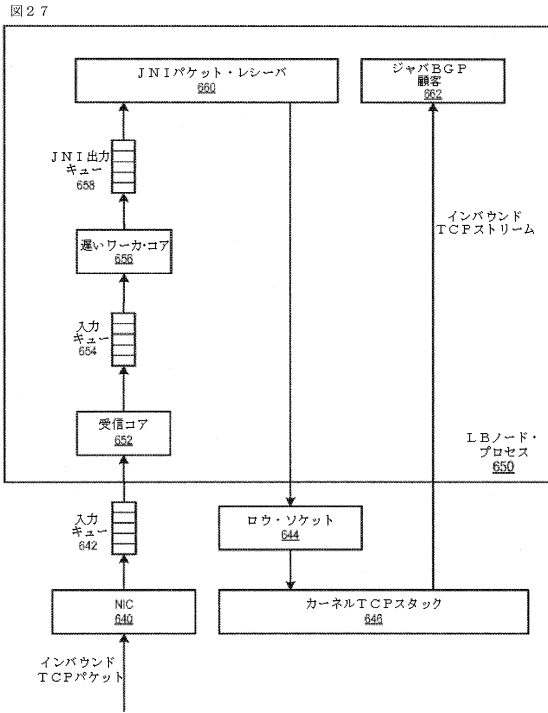 図２７
ＪＮＩパケット・レシーバ
660
ジャバＢＧＰ
顧客
662
ＪＮＩ出力
キュー
658
インバウンド
ＴＣＰストリーム
遅いワーカ・コア
656
入力
キュー
654
受信コア
652
ＬＢノード・
プロセス
650
入力
キュー
642
ロウ・ソケット
644
NIC
640
カーネルＴＣＰスタック
646
インバウンド
ＴＣＰパケット